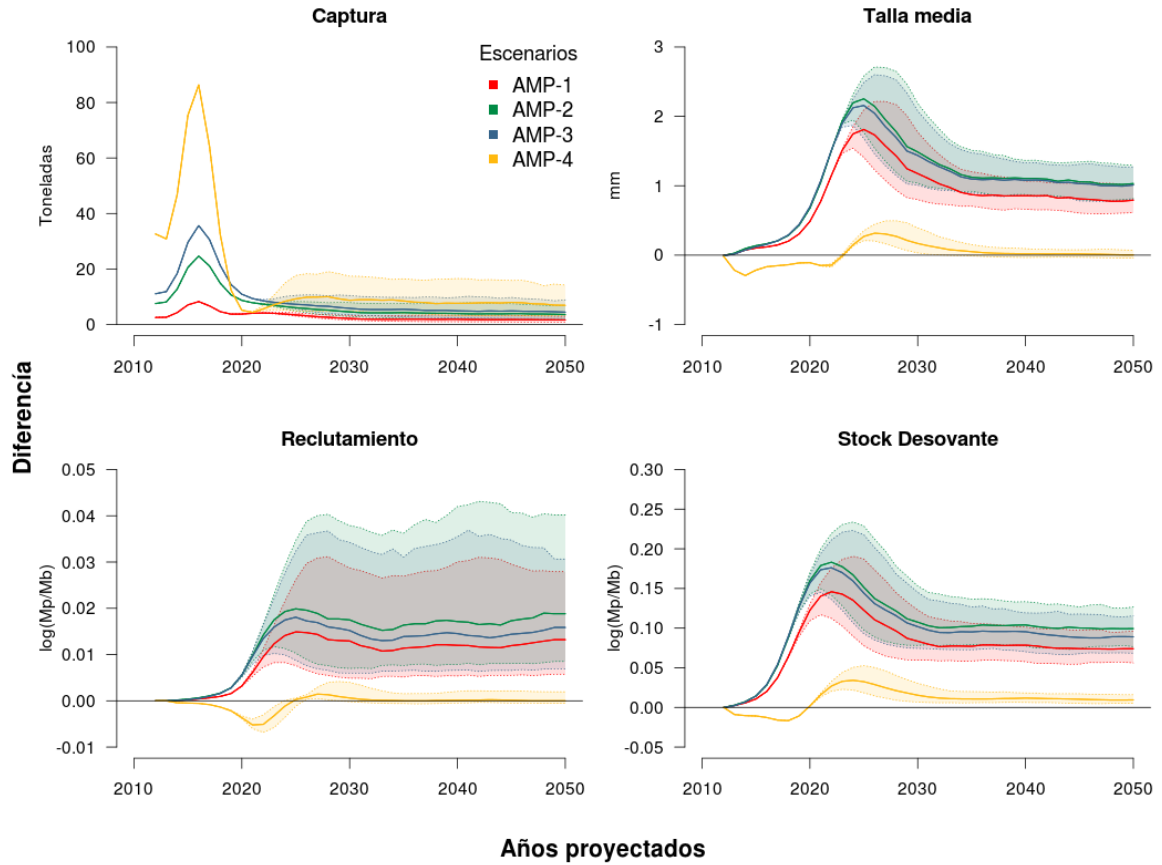 Captura
Talla media
100
80
60
40
20
0
Toneladas
Escenarios
AMP-1
AMP-2
AMP-3
AMP-4
2010 2020 2030 2040 2050
3
2
1
0
-1
mm
2010 2020 2030 2040 2050
Diferencía
Reclutamiento
Stock Desovante
0.05
0.04
0.03
0.02
0.01
0.00
-0.01
log(Mp/Mb)
2010 2020 2030 2040 2050
0.30
0.25
0.20
0.15
0.10
0.05
0.00
-0.05
log(Mp/Mb)
2010 2020 2030 2040 2050
Años proyectados